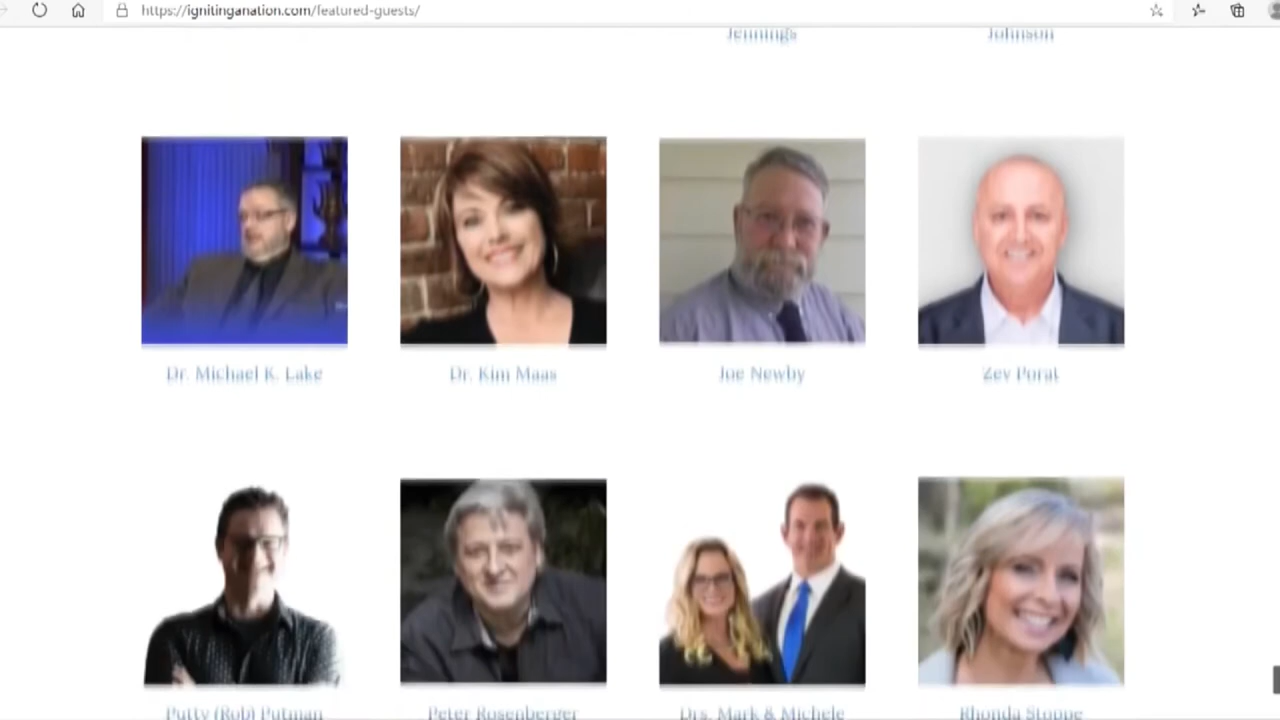 https://ignitinganation.com/featured-guests/
Jennings Johnson
Dr. Michael K. Lake Dr. Kim Maas Joe Newby Zev Porat
Putty (Rob) Putman Peter Rosenberger Drs. Mark & Michele Rhonda Stoppe